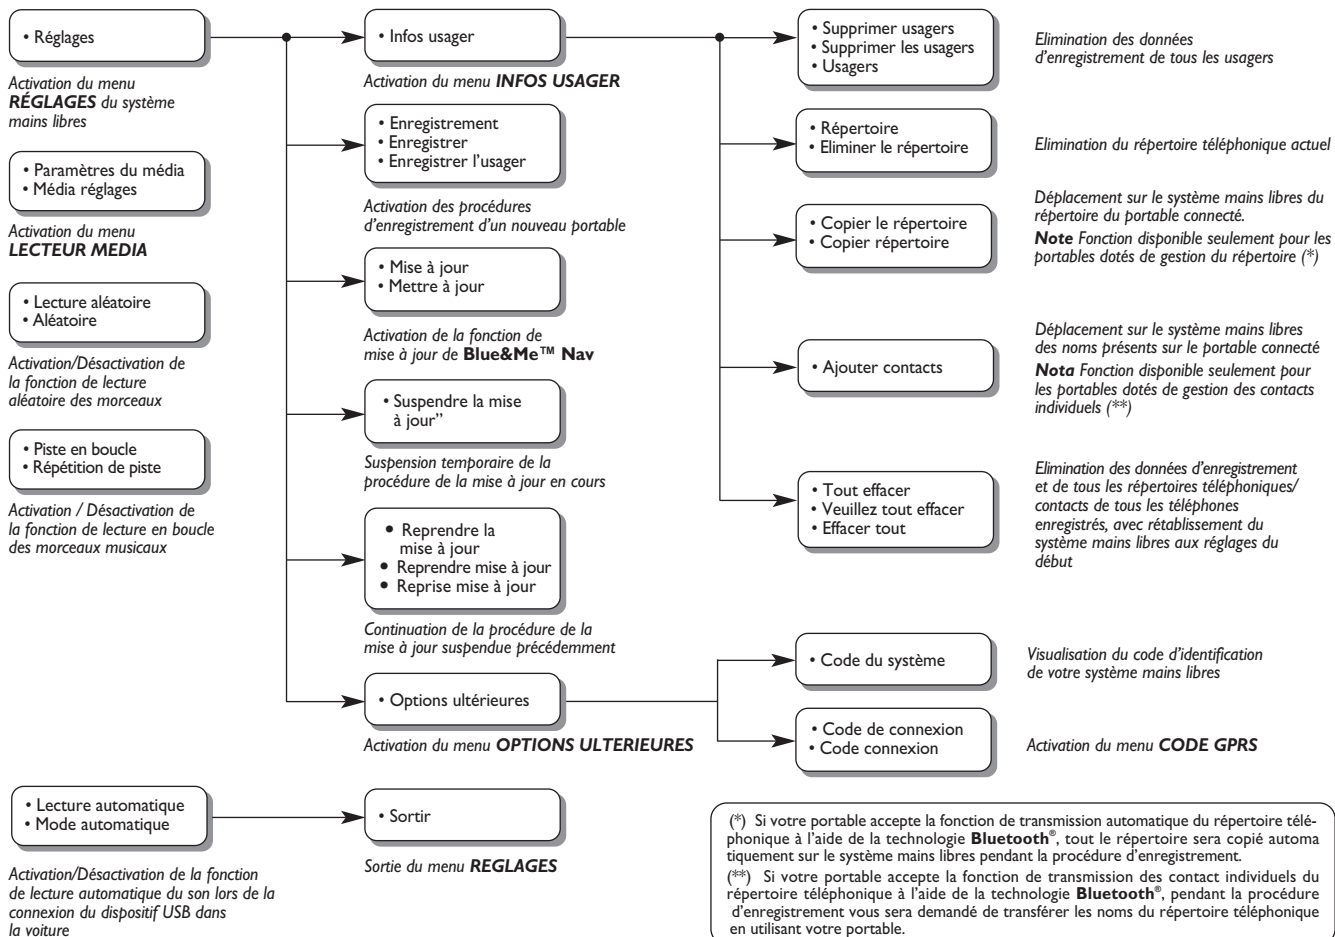 • Réglages
Activation du menu
RÉGLAGES du système
mains libres
• Paramètres du média
• Média réglages
Activation du menu
LECTEUR MEDIA
• Lecture aléatoire
• Aléatoire
Activation/Désactivation de
la fonction de lecture
aléatoire des morceaux
• Piste en boucle
• Répétition de piste
Activation / Désactivation de
la fonction de lecture en boucle
des morceaux musicaux
• Infos usager
Activation du menu INFOS USAGER
• Enregistrement
• Enregistrer
• Enregistrer l’usager
Activation des procédures
d’enregistrement d’un nouveau portable
• Mise à jour
• Mettre à jour
Activation de la fonction de
mise à jour de Blue&Me™ Nav
• Suspendre la mise
à jour”
Suspension temporaire de la
procédure de la mise à jour en cours
• Reprendre la
mise à jour
• Reprendre mise à jour
• Reprise mise à jour
Continuation de la procédure de la
mise à jour suspendue précédemment
• Options ultérieures
Activation du menu OPTIONS ULTERIEURES
• Supprimer usagers
• Supprimer les usagers
• Usagers
Elimination des données
d’enregistrement de tous les usagers
• Répertoire
• Eliminer le répertoire
Elimination du répertoire téléphonique actuel
• Copier le répertoire
• Copier répertoire
Déplacement sur le système mains libres du
répertoire du portable connecté.
Note Fonction disponible seulement pour les
portables dotés de gestion du répertoire (*)
• Ajouter contacts
Déplacement sur le système mains libres
des noms présents sur le portable connecté
Nota Fonction disponible seulement pour
les portables dotés de gestion des contacts
individuels (**)
• Tout effacer
• Veuillez tout effacer
• Effacer tout
Elimination des données d’enregistrement
et de tous les répertoires téléphoniques/
contacts de tous les téléphones
enregistrés, avec rétablissement du
système mains libres aux réglages du
début
• Code du système
Visualisation du code d’identification
de votre système mains libres
• Code de connexion
• Code connexion
Activation du menu CODE GPRS
• Lecture automatique
• Mode automatique
Activation/Désactivation de la fonction
de lecture automatique du son lors de la
connexion du dispositif USB dans
la voiture
• Sortir
Sortie du menu REGLAGES
(*) Si votre portable accepte la fonction de transmission automatique du répertoire télé-
phonique à l’aide de la technologie Bluetooth®, tout le répertoire sera copié automa
tiquement sur le système mains libres pendant la procédure d’enregistrement.
(**) Si votre portable accepte la fonction de transmission des contact individuels du
répertoire téléphonique à l’aide de la technologie Bluetooth®, pendant la procédure
d’enregistrement vous sera demandé de transférer les noms du répertoire téléphonique
en utilisant votre portable.